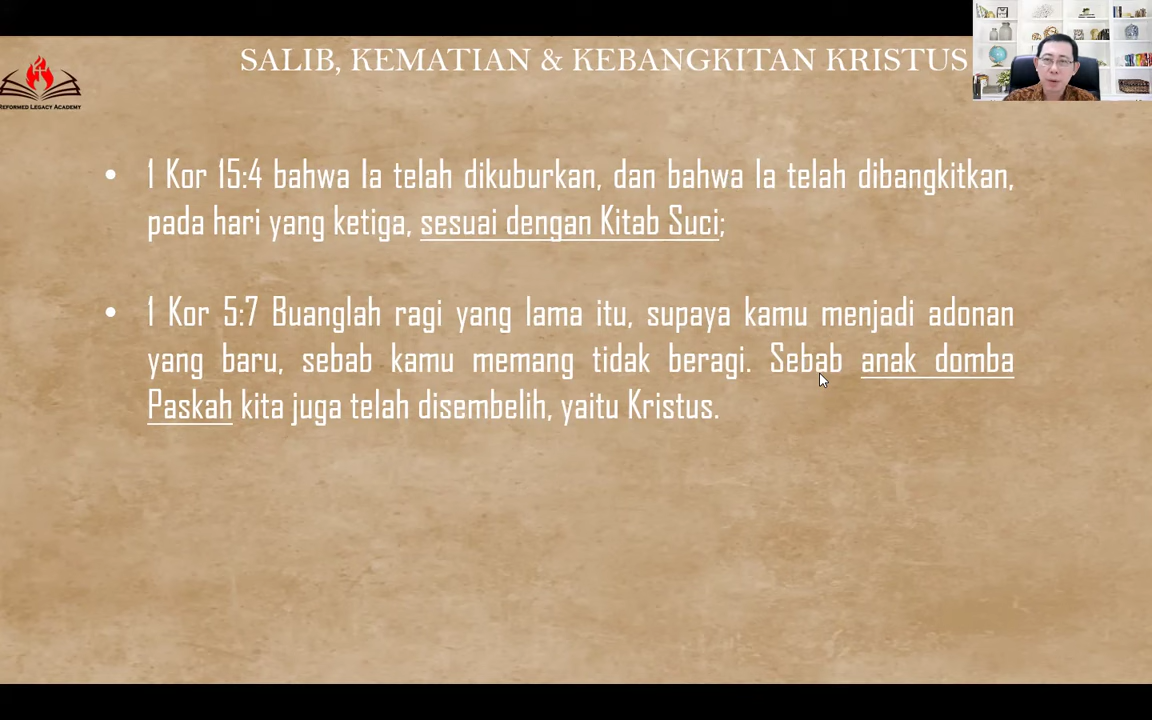 SALIB, KEMATIAN & KEBANGKITAN KRISTUS
REFORMED LEGACY ACADEMY
• 1 Kor 15:4 bahwa Ia telah dikuburkan, dan bahwa Ia telah dibangkitkan,
pada hari yang ketiga, sesuai dengan Kitab Suci;
• 1 Kor 5:7 Buanglah ragi yang lama itu, supaya kamu menjadi adonan
yang baru, sebab kamu memang tidak beragi. Sebab anak domba
Paskah kita juga telah disembelih, yaitu Kristus.